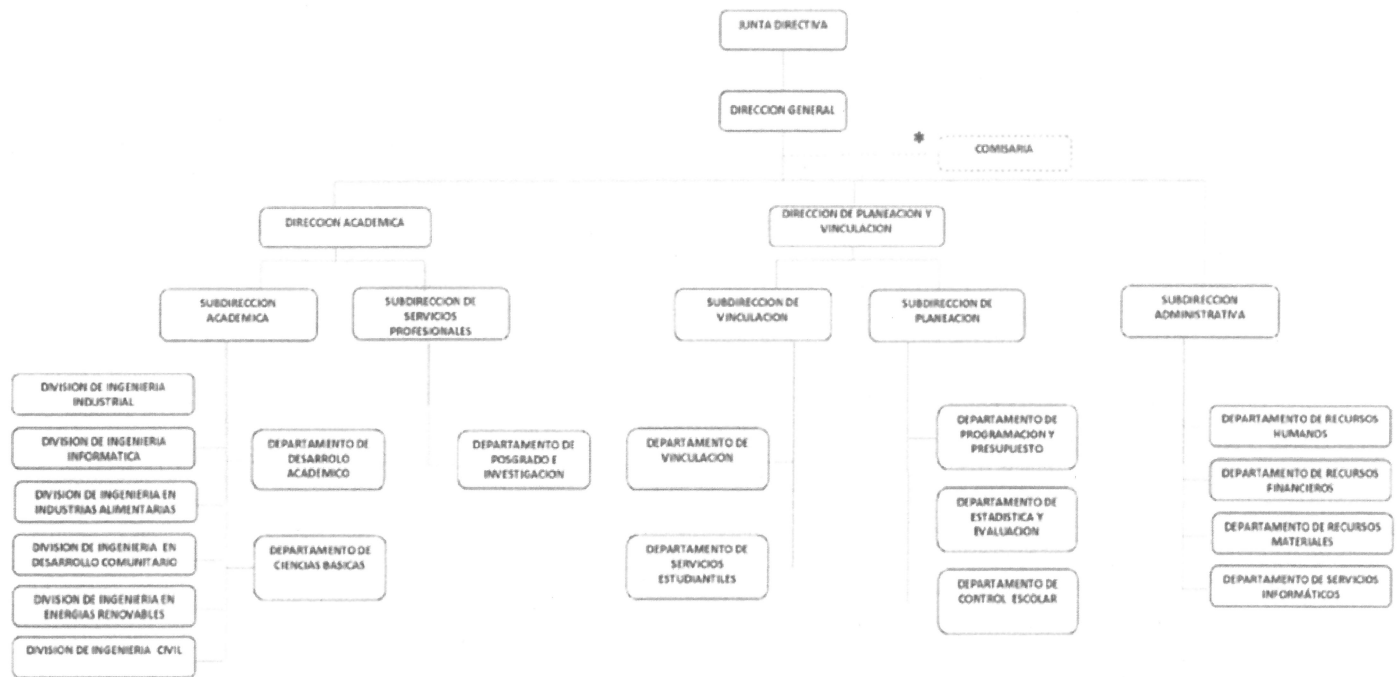 JUNTA DIRECTIVA
DIRECCION GENERAL
*
COMISARIA
DIRECCION ACADEMICA
DIRECCION DE PLANEACION Y
VINCULACION
SUBDIRECCION
ACADEMICA
SUBDIRECCION DE
SERVICIOS
PROFESIONALES
SUBDIRECCION DE
VINCULACION
SUBDIRECCION DE
PLANEACION
SUBDIRECCION
ADMINISTRATIVA
DIVISION DE INGENIERIA
INDUSTRIAL
DIVISION DE INGENIERIA
INFORMATICA
DIVISION DE INGENIERIA EN
INDUSTRIAS ALIMENTARIAS
DIVISION DE INGENIERIA EN
DESARROLLO COMUNITARIO
DIVISION DE INGENIERIA EN
ENERGIAS RENOVABLES
DIVISION DE INGENIERIA CIVIL
DEPARTAMENTO DE
DESARROLO
ACADEMICO
DEPARTAMENTO DE
CIENCIAS BASICAS
DEPARTAMENTO DE
POSGRADO E
INVESTIGACION
DEPARTAMENTO DE
VINCULACION
DEPARTAMENTO DE
SERVICIOS
ESTUDIANTILES
DEPARTAMENTO DE
PROGRAMACION Y
PRESUPUESTO
DEPARTAMENTO DE
ESTADISTICA Y
EVALUACION
DEPARTAMENTO DE
CONTROL ESCOLAR
DEPARTAMENTO DE RECURSOS
HUMANOS
DEPARTAMENTO DE RECURSOS
FINANCIEROS
DEPARTAMENTO DE RECURSOS
MATERIALES
DEPARTAMENTO DE SERVICIOS
INFORMÁTICOS